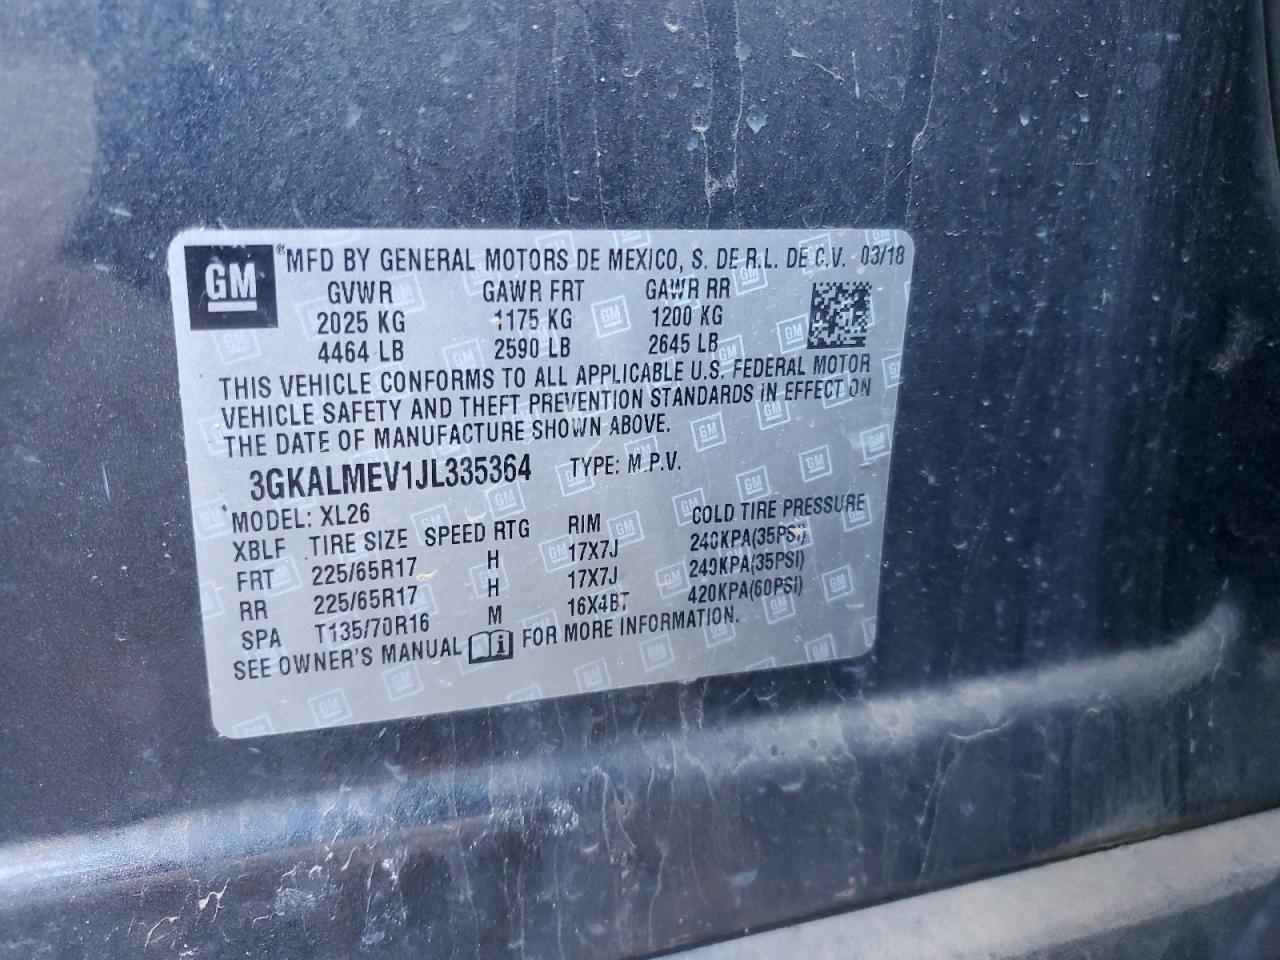 GM
®MFD BY GENERAL MOTORS DE MEXICO, S. DE R.L. DE C.V. 03/18
GVWR GAWR FRT GAWR RR
2025 KG 1175 KG 1200 KG
4464 LB 2590 LB 2645 LB
THIS VEHICLE CONFORMS TO ALL APPLICABLE U.S. FEDERAL MOTOR
VEHICLE SAFETY AND THEFT PREVENTION STANDARDS IN EFFECT ON
THE DATE OF MANUFACTURE SHOWN ABOVE.
3GKALMEV1JL335364 TYPE: M.P.V.
MODEL: XL26
XBLF TIRE SIZE SPEED RTG RIM COLD TIRE PRESSURE
FRT 225/65R17 H 17X7J 240KPA(35PSI)
RR 225/65R17 H 17X7J 240KPA(35PSI)
SPA T135/70R16 M 16X4BT 420KPA(60PSI)
SEE OWNER'S MANUAL i FOR MORE INFORMATION.